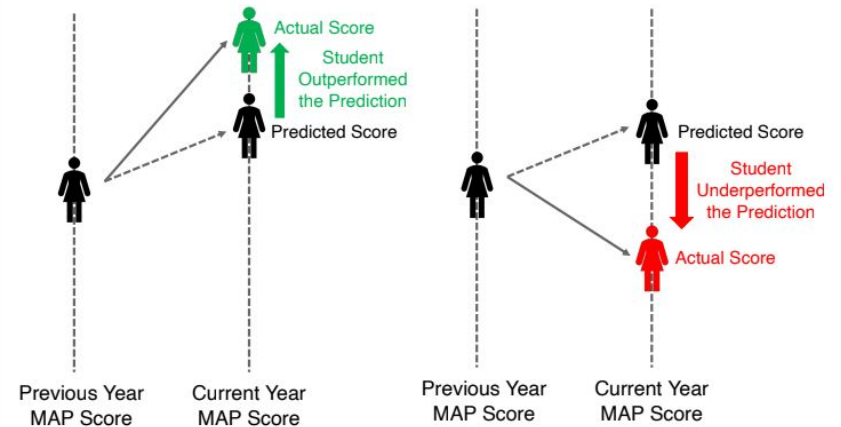 Actual Score
Student
Outperformed
the Prediction
Predicted Score
Previous Year
MAP Score
Current Year
MAP Score
Predicted Score
Student
Underperformed
the Prediction
Actual Score
Previous Year
MAP Score
Current Year
MAP Score